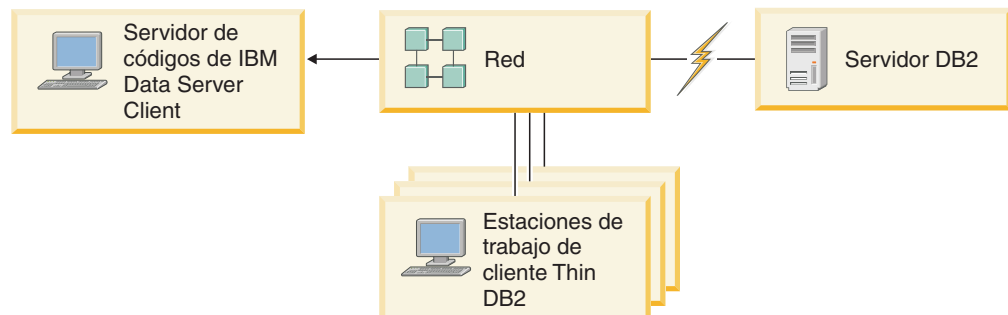 Servidor de
códigos de IBM
Data Server
Client
Red
Servidor DB2
Estaciones de
trabajo de
cliente Thin
DB2